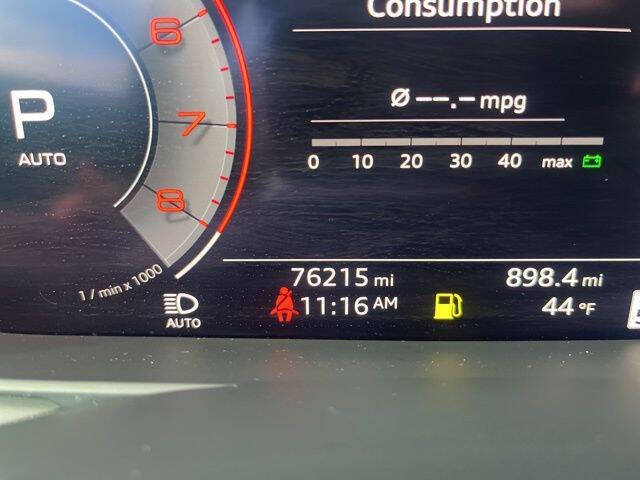 Consumption
6
P
AUTO
7
8
1 / min x 1000
Ø --.- mpg
0 10 20 30 40 max
76215 mi 898.4 mi
AUTO
11:16 AM 44 °F